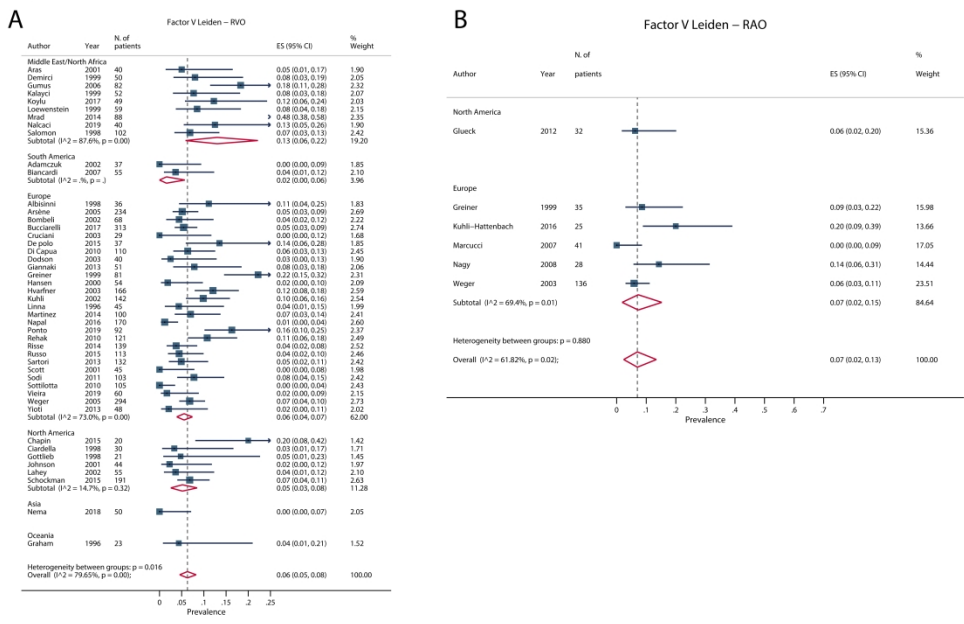 A
Factor V Leiden – RVO
N. of
%
Author Year patients ES (95% CI) Weight
Middle East/North Africa
Aras 2001 40 0.05 (0.01, 0.17) 1.90
Demirci 1999 50 0.08 (0.03, 0.19) 2.05
Gumus 2006 82 0.18 (0.11, 0.28) 2.32
Kalayci 1999 52 0.08 (0.03, 0.18) 2.07
Koylu 2017 49 0.12 (0.06, 0.24) 2.03
Loewenstein 1999 59 0.08 (0.04, 0.18) 2.15
Mrad 2014 88 0.48 (0.38, 0.58) 2.35
Nalcaci 2019 40 0.13 (0.05, 0.26) 1.90
Salomon 1998 102 0.07 (0.03, 0.13) 2.42
Subtotal (I^2 = 87.6%, p = 0.00) 0.13 (0.06, 0.22) 19.20
South America
Adamczuk 2002 37 0.00 (0.00, 0.09) 1.85
Biancardi 2007 55 0.04 (0.01, 0.12) 2.10
Subtotal (I^2 = .%, p = .) 0.02 (0.00, 0.06) 3.96
Europe
Albisinni 1998 36 0.11 (0.04, 0.25) 1.83
Arsène 2005 234 0.05 (0.03, 0.09) 2.69
Bombeli 2002 68 0.04 (0.02, 0.12) 2.22
Bucciarelli 2017 313 0.05 (0.03, 0.09) 2.74
Cruciani 2003 29 0.00 (0.00, 0.12) 1.68
De polo 2015 37 0.14 (0.06, 0.28) 1.85
Di Capua 2010 110 0.06 (0.03, 0.13) 2.45
Dodson 2003 40 0.03 (0.00, 0.13) 1.90
Giannaki 2013 51 0.08 (0.03, 0.18) 2.06
Greiner 1999 81 0.22 (0.15, 0.32) 2.31
Hansen 2000 54 0.02 (0.00, 0.10) 2.09
Hvarfner 2003 166 0.12 (0.08, 0.18) 2.59
Kuhli 2002 142 0.10 (0.06, 0.16) 2.54
Linna 1996 45 0.04 (0.01, 0.15) 1.99
Martinez 2014 100 0.07 (0.03, 0.14) 2.41
Napal 2016 170 0.01 (0.00, 0.04) 2.60
Ponto 2019 92 0.16 (0.10, 0.25) 2.37
Rehak 2010 121 0.11 (0.06, 0.18) 2.49
Risse 2014 139 0.04 (0.02, 0.08) 2.52
Russo 2015 113 0.04 (0.02, 0.10) 2.46
Sartori 2013 132 0.05 (0.02, 0.11) 2.42
Scott 2001 45 0.00 (0.00, 0.08) 1.98
Sodi 2011 103 0.08 (0.04, 0.15) 2.42
Sottilotta 2010 105 0.00 (0.00, 0.04) 2.43
Vieira 2019 60 0.02 (0.00, 0.09) 2.15
Weger 2005 294 0.07 (0.04, 0.10) 2.73
Yioti 2013 48 0.02 (0.00, 0.11) 2.02
Subtotal (I^2 = 73.0%, p = 0.00) 0.06 (0.04, 0.07) 62.00
North America
Chapin 2015 20 0.20 (0.08, 0.42) 1.42
Ciardella 1998 30 0.03 (0.01, 0.17) 1.71
Gottlieb 1998 21 0.05 (0.01, 0.23) 1.45
Johnson 2001 44 0.02 (0.00, 0.12) 1.97
Lahey 2002 55 0.04 (0.01, 0.12) 2.10
Schockman 2015 191 0.07 (0.04, 0.11) 2.63
Subtotal (I^2 = 14.7%, p = 0.32) 0.05 (0.03, 0.08) 11.28
Asia
Nema 2018 50 0.00 (0.00, 0.07) 2.05
Oceania
Graham 1996 23 0.04 (0.01, 0.21) 1.52
Heterogeneity between groups: p = 0.016
Overall (I^2 = 79.65%, p = 0.00); 0.06 (0.05, 0.08) 100.00
0 .05 .1 .15 .2 .25
Prevalence
B
Factor V Leiden – RAO
N. of
%
Author Year patients ES (95% CI) Weight
North America
Glueck 2012 32 0.06 (0.02, 0.20) 15.36
Europe
Greiner 1999 35 0.09 (0.03, 0.22) 15.98
Kuhli–Hattenbach 2016 25 0.20 (0.09, 0.39) 13.66
Marcucci 2007 41 0.00 (0.00, 0.09) 17.05
Nagy 2008 28 0.14 (0.06, 0.31) 14.44
Weger 2003 136 0.06 (0.03, 0.11) 23.51
Subtotal (I^2 = 69.4%, p = 0.01) 0.07 (0.02, 0.15) 84.64
Heterogeneity between groups: p = 0.880
Overall (I^2 = 61.82%, p = 0.02); 0.07 (0.02, 0.13) 100.00
0 .1 .2 .3 .4 .5 .6 .7
Prevalence